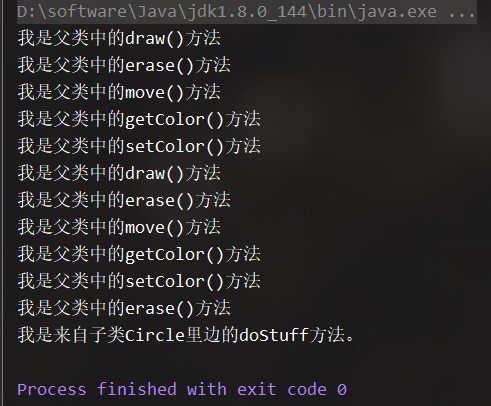 D:\software\Java\jdk1.8.0_144\bin\java.exe ...
我是父类中的draw()方法
我是父类中的erase()方法
我是父类中的move()方法
我是父类中的getColor()方法
我是父类中的setColor()方法
我是父类中的draw()方法
我是父类中的erase()方法
我是父类中的move()方法
我是父类中的getColor()方法
我是父类中的setColor()方法
我是父类中的erase()方法
我是来自子类Circle里边的doStuff方法。
Process finished with exit code 0